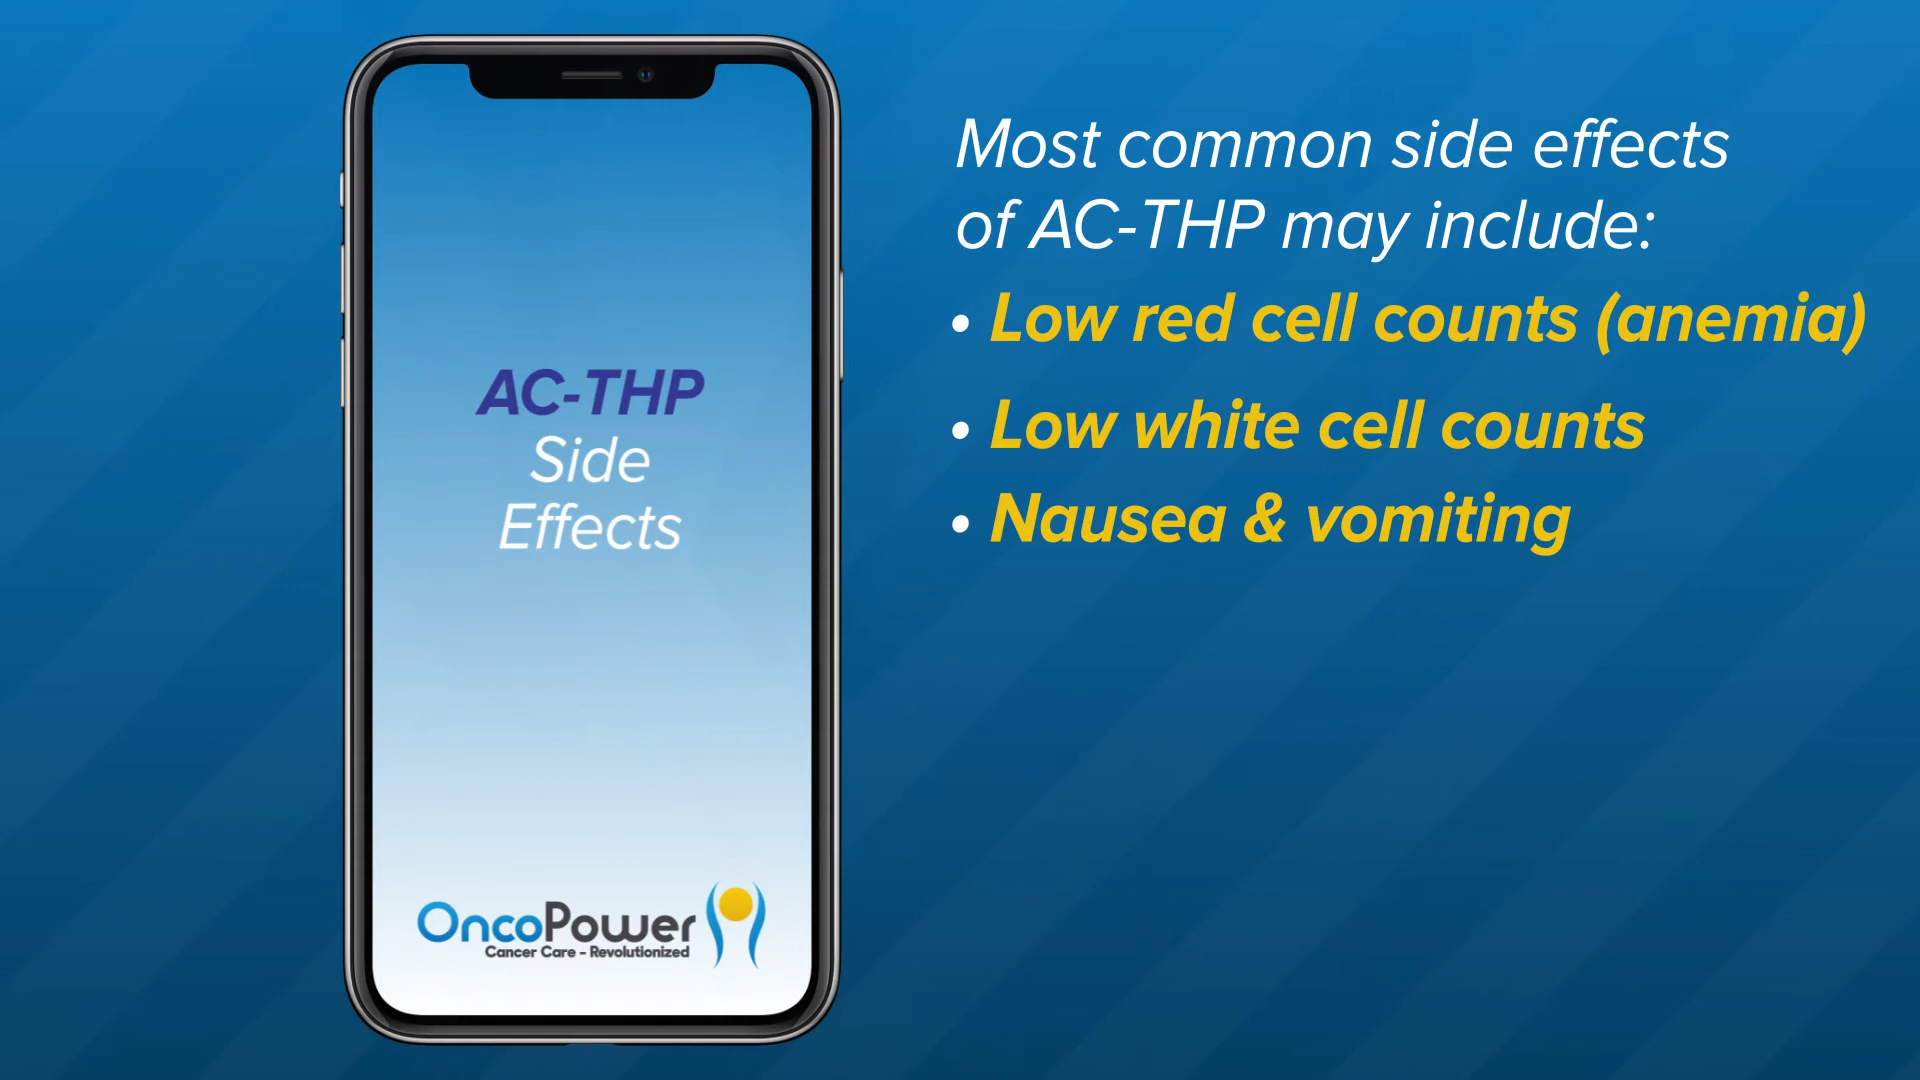 AC-THP
Side
Effects
OncoPower
Cancer Care - Revolutionized
Most common side effects
of AC-THP may include:
• Low red cell counts (anemia)
• Low white cell counts
• Nausea & vomiting